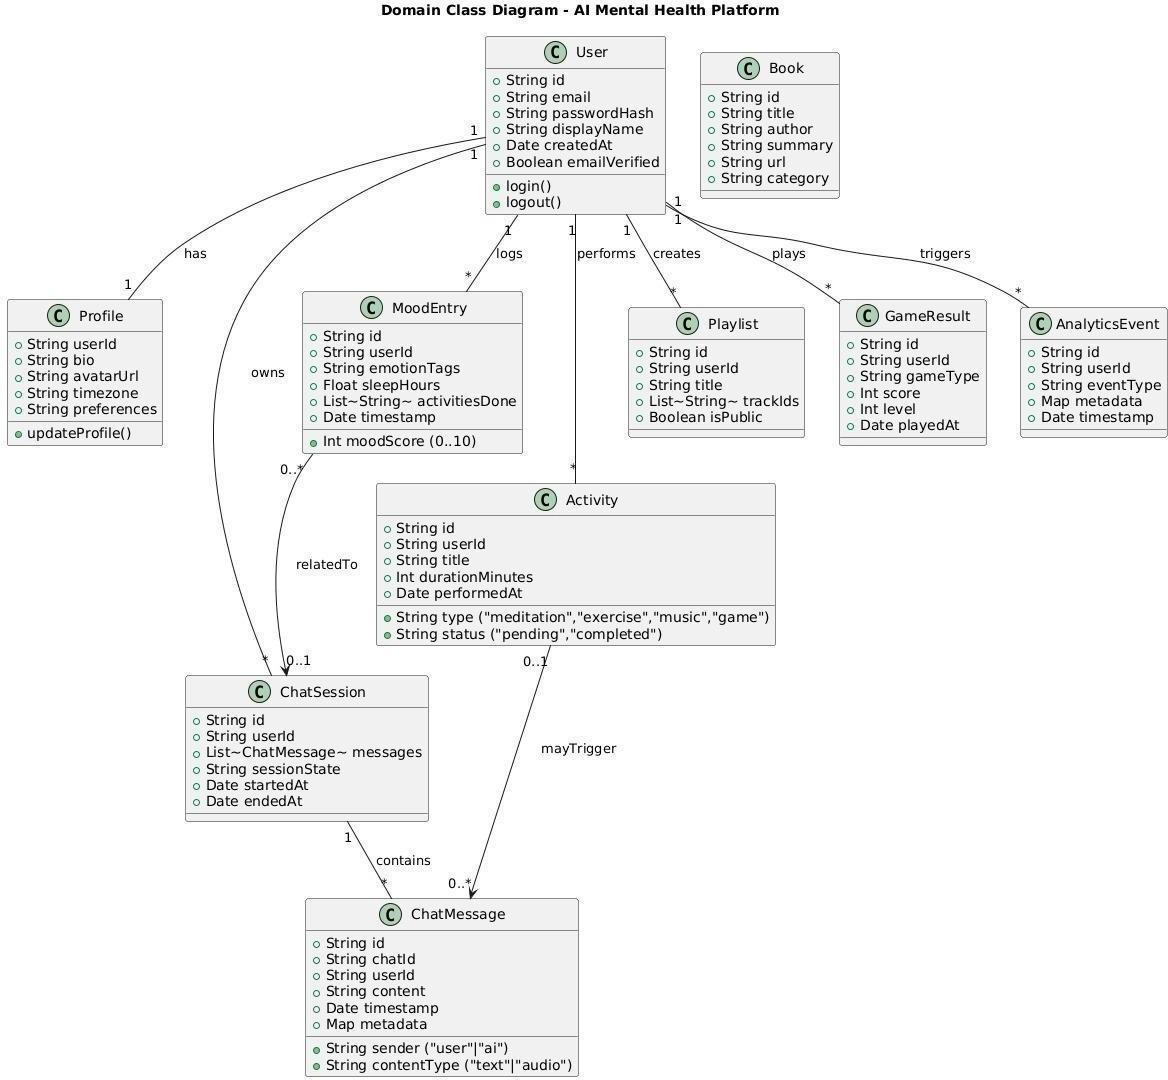 Domain Class Diagram - AI Mental Health Platform
C User
String id
String email
String passwordHash
String displayName
Date createdAt
Boolean emailVerified
login()
logout()
C Book
String id
String title
String author
String summary
String url
String category
1
1
1
1
1
1
1
has
logs
performs
creates
plays
triggers
1
*
*
*
*
C Profile
String userId
String bio
String avatarUrl
String timezone
String preferences
updateProfile()
owns
C MoodEntry
String id
String userId
String emotionTags
Float sleepHours
List~String~ activitiesDone
Date timestamp
Int moodScore (0..10)
C Playlist
String id
String userId
String title
List~String~ trackIds
Boolean isPublic
C GameResult
String id
String userId
String gameType
Int score
Int level
Date playedAt
C AnalyticsEvent
String id
String userId
String eventType
Map metadata
Date timestamp
0..*
*
relatedTo
C Activity
String id
String userId
String title
Int durationMinutes
Date performedAt
String type ("meditation","exercise","music","game")
String status ("pending","completed")
*
0..1
0..1
C ChatSession
String id
String userId
List~ChatMessage~ messages
String sessionState
Date startedAt
Date endedAt
mayTrigger
1
contains
*
0..*
C ChatMessage
String id
String chatId
String userId
String content
Date timestamp
Map metadata
String sender ("user"|"ai")
String contentType ("text"|"audio")